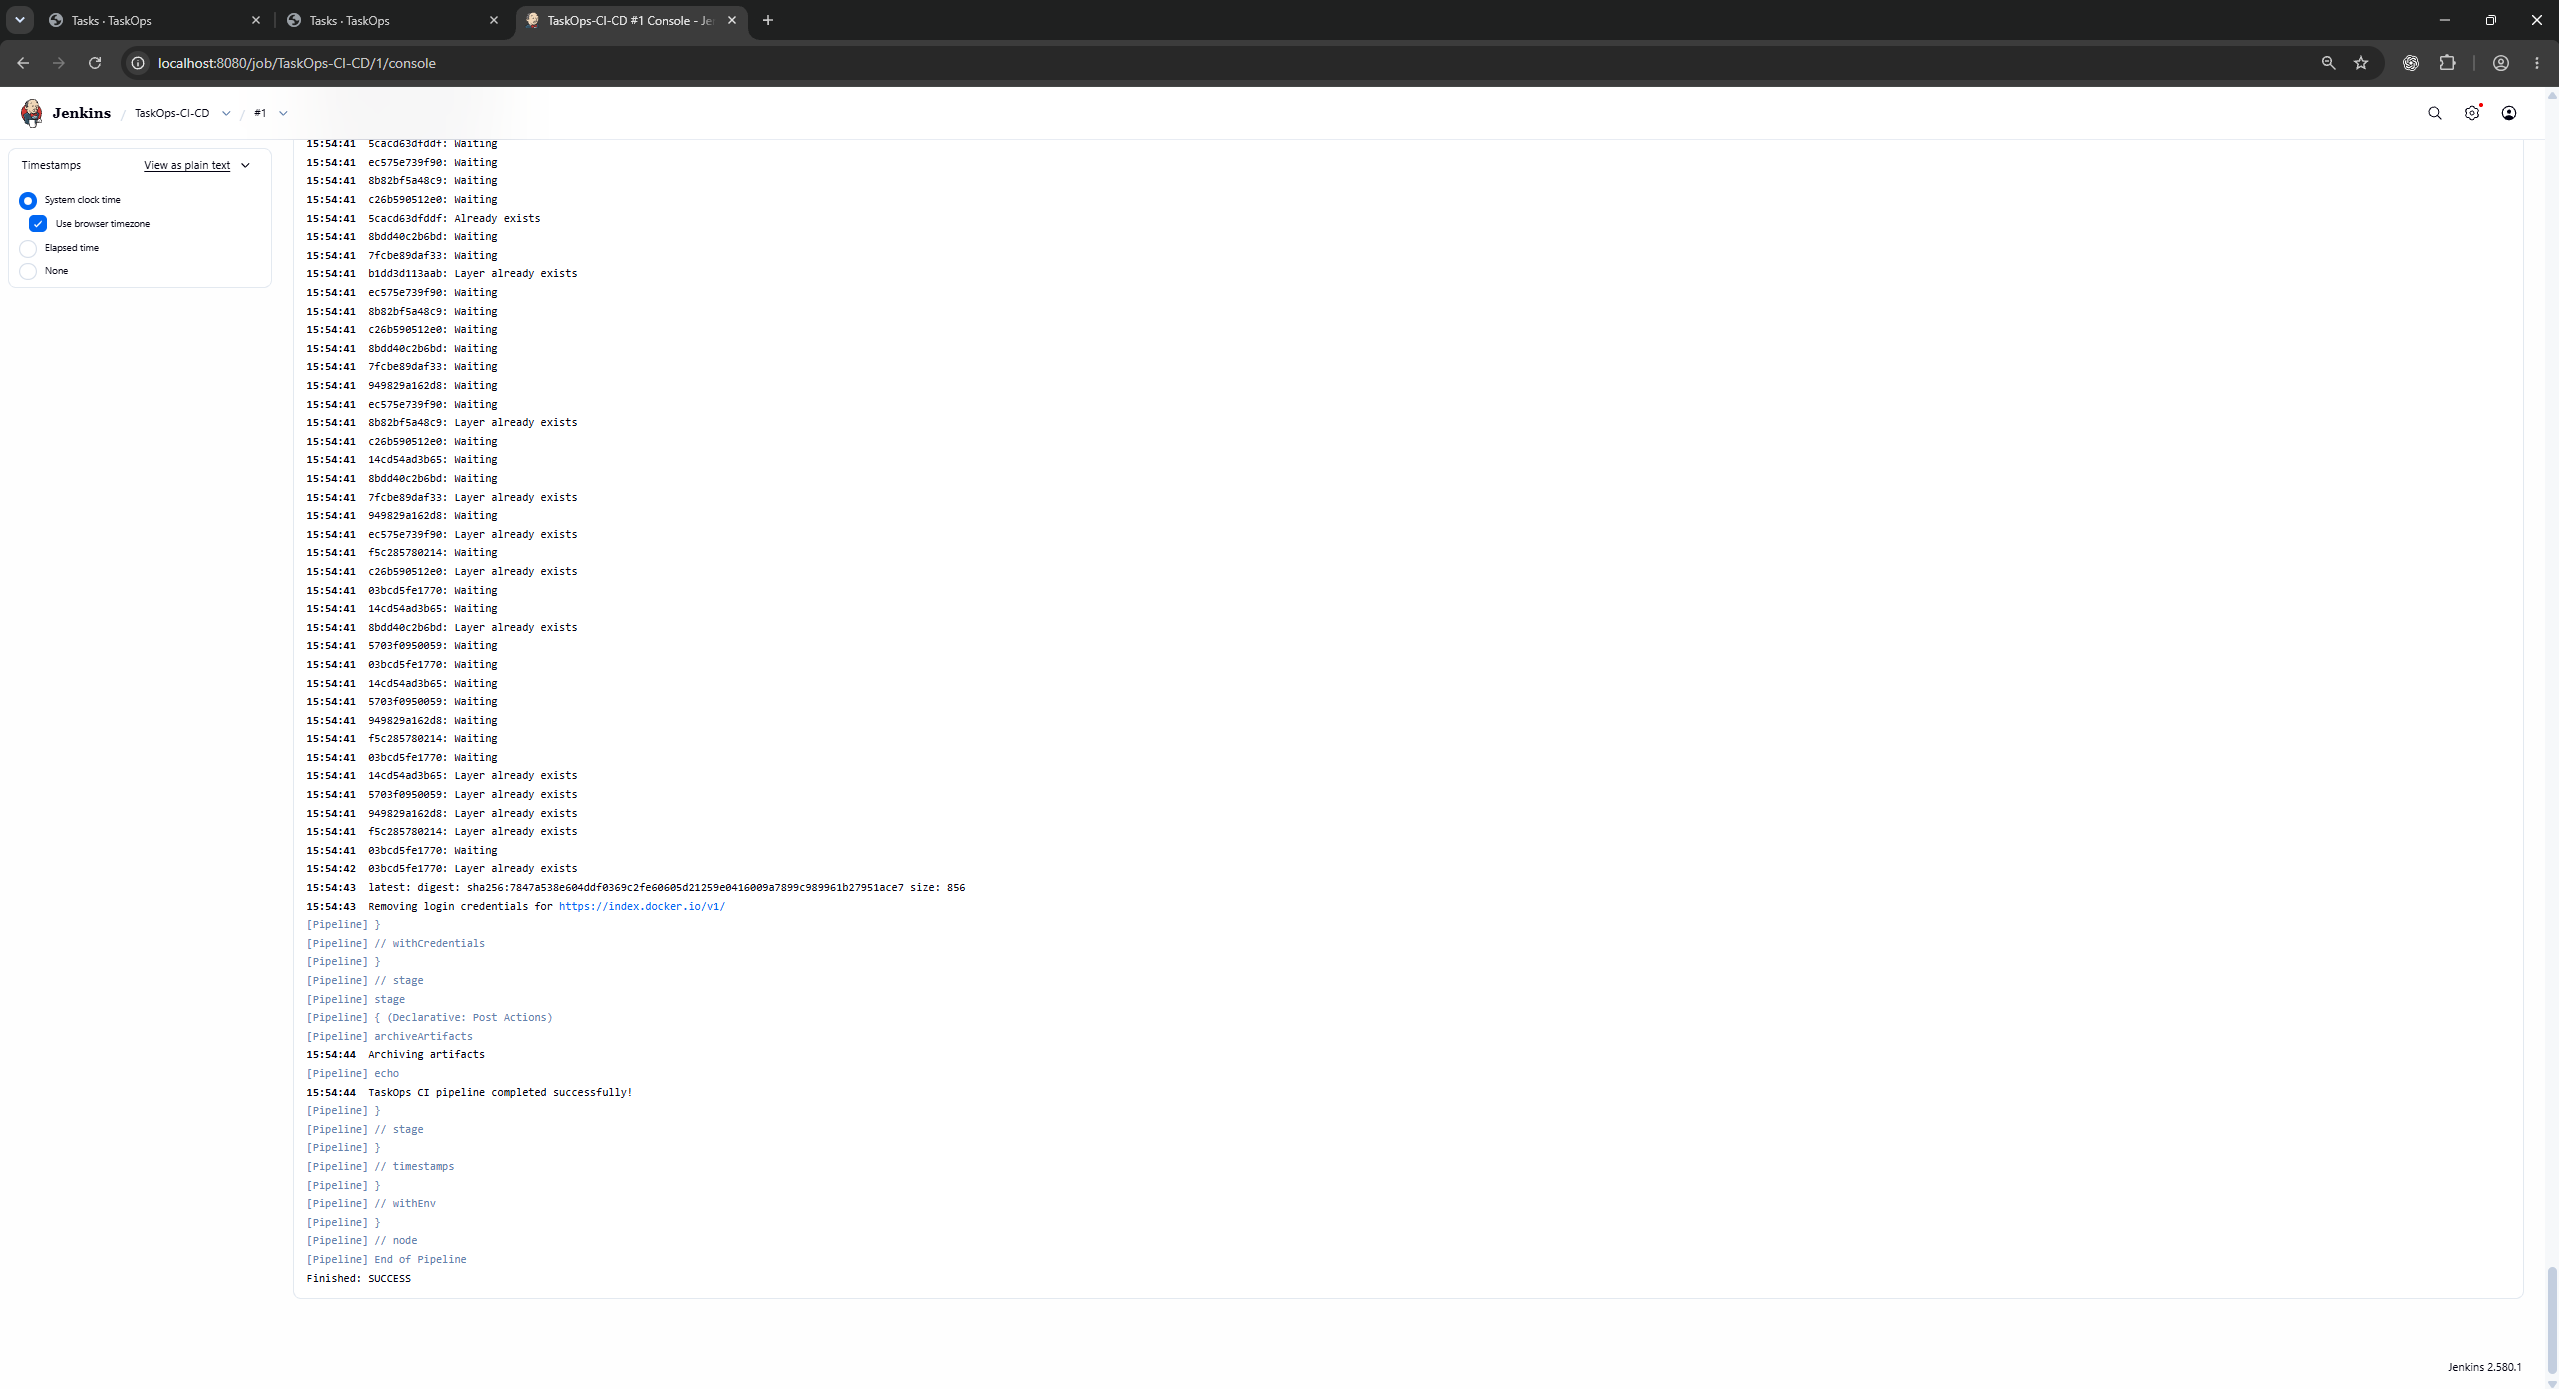 Tasks · TaskOps
Tasks · TaskOps
TaskOps-CI-CD #1 Console - Je
localhost:8080/job/TaskOps-CI-CD/1/console
Jenkins / TaskOps-CI-CD / #1
Timestamps View as plain text
System clock time
Use browser timezone
Elapsed time
None
15:54:41 5cacd63dfddf: Waiting
15:54:41 ec575e739f90: Waiting
15:54:41 8b82bf5a48c9: Waiting
15:54:41 c26b590512e0: Waiting
15:54:41 5cacd63dfddf: Already exists
15:54:41 8bdd40c2b6bd: Waiting
15:54:41 7fcbe89daf33: Waiting
15:54:41 b1dd3d113aab: Layer already exists
15:54:41 ec575e739f90: Waiting
15:54:41 8b82bf5a48c9: Waiting
15:54:41 c26b590512e0: Waiting
15:54:41 8bdd40c2b6bd: Waiting
15:54:41 7fcbe89daf33: Waiting
15:54:41 949829a162d8: Waiting
15:54:41 ec575e739f90: Waiting
15:54:41 8b82bf5a48c9: Layer already exists
15:54:41 c26b590512e0: Waiting
15:54:41 14cd54ad3b65: Waiting
15:54:41 8bdd40c2b6bd: Waiting
15:54:41 7fcbe89daf33: Layer already exists
15:54:41 949829a162d8: Waiting
15:54:41 ec575e739f90: Layer already exists
15:54:41 f5c285780214: Waiting
15:54:41 c26b590512e0: Layer already exists
15:54:41 03bcd5fe1770: Waiting
15:54:41 14cd54ad3b65: Waiting
15:54:41 8bdd40c2b6bd: Layer already exists
15:54:41 5703f0950059: Waiting
15:54:41 03bcd5fe1770: Waiting
15:54:41 14cd54ad3b65: Waiting
15:54:41 5703f0950059: Waiting
15:54:41 949829a162d8: Waiting
15:54:41 f5c285780214: Waiting
15:54:41 03bcd5fe1770: Waiting
15:54:41 14cd54ad3b65: Layer already exists
15:54:41 5703f0950059: Layer already exists
15:54:41 949829a162d8: Layer already exists
15:54:41 f5c285780214: Layer already exists
15:54:41 03bcd5fe1770: Waiting
15:54:42 03bcd5fe1770: Layer already exists
15:54:43 latest: digest: sha256:7847a538e604ddf0369c2fe60605d21259e0416009a7899c989961b27951ace7 size: 856
15:54:43 Removing login credentials for https://index.docker.io/v1/
[Pipeline] }
[Pipeline] // withCredentials
[Pipeline] }
[Pipeline] // stage
[Pipeline] stage
[Pipeline] { (Declarative: Post Actions)
[Pipeline] archiveArtifacts
15:54:44 Archiving artifacts
[Pipeline] echo
15:54:44 TaskOps CI pipeline completed successfully!
[Pipeline] }
[Pipeline] // stage
[Pipeline] }
[Pipeline] // timestamps
[Pipeline] }
[Pipeline] // withEnv
[Pipeline] }
[Pipeline] // node
[Pipeline] End of Pipeline
Finished: SUCCESS
Jenkins 2.580.1